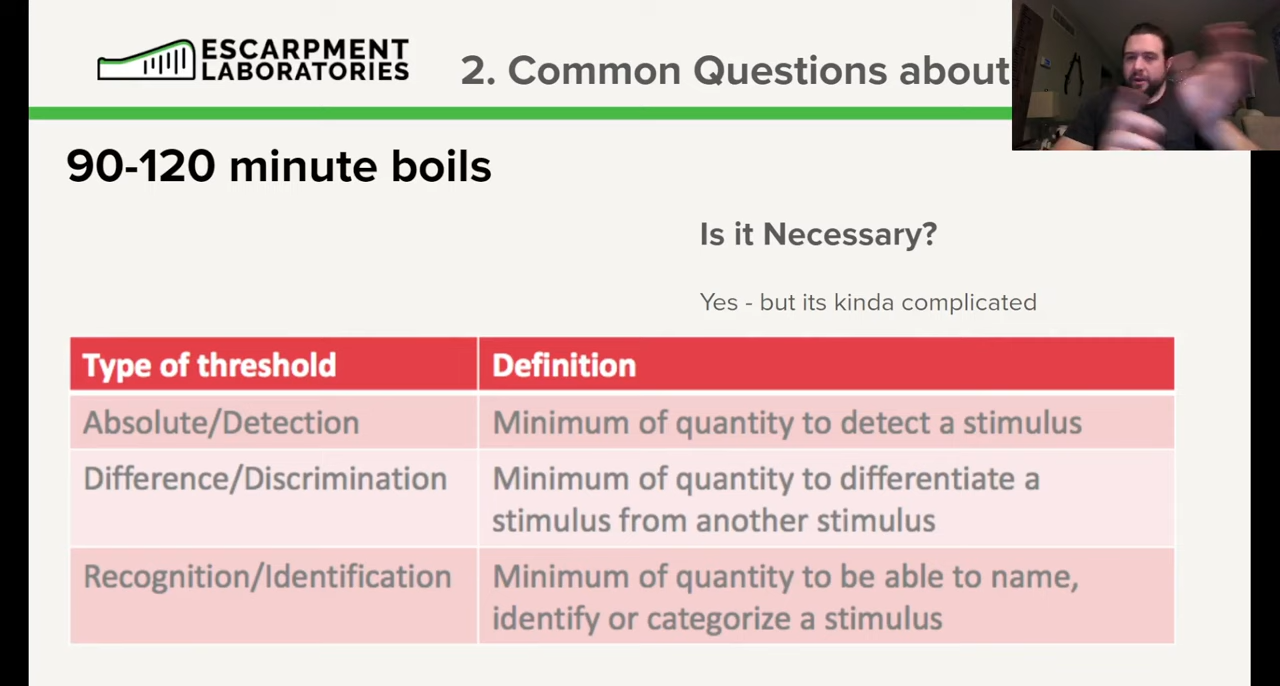 ESCARPMENT
LABORATORIES
2. Common Questions about
90-120 minute boils
Is it Necessary?
Yes - but its kinda complicated
Type of threshold
Definition
Absolute/Detection
Minimum of quantity to detect a stimulus
Difference/Discrimination
Minimum of quantity to differentiate a
stimulus from another stimulus
Recognition/Identification
Minimum of quantity to be able to name,
identify or categorize a stimulus